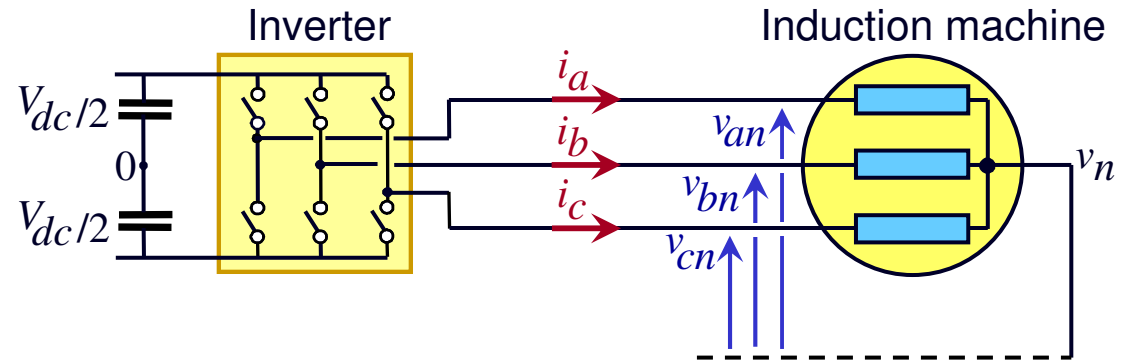 Inverter
Induction machine
V_dc/2
0
V_dc/2
i_a
i_b
i_c
v_an
v_bn
v_cn
v_n